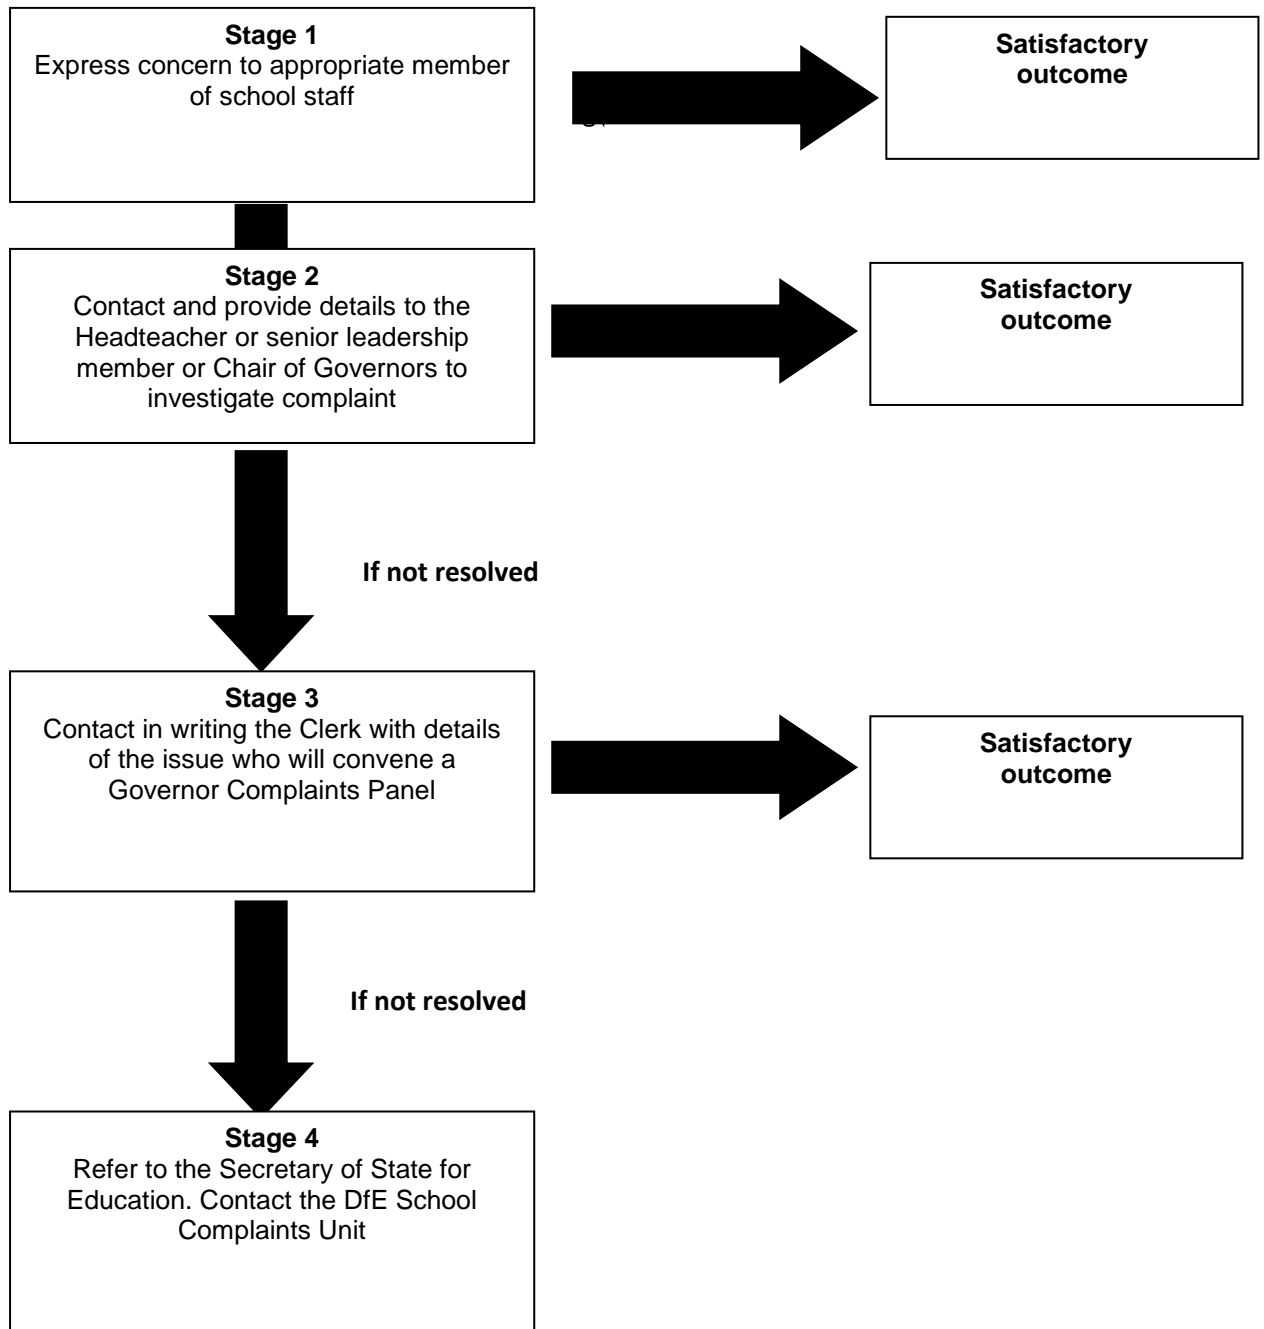 Stage 1
Express concern to appropriate member
of school staff
Satisfactory
outcome
Stage 2
Contact and provide details to the
Headteacher or senior leadership
member or Chair of Governors to
investigate complaint
Satisfactory
outcome
If not resolved
Stage 3
Contact in writing the Clerk with details
of the issue who will convene a
Governor Complaints Panel
Satisfactory
outcome
If not resolved
Stage 4
Refer to the Secretary of State for
Education. Contact the DfE School
Complaints Unit